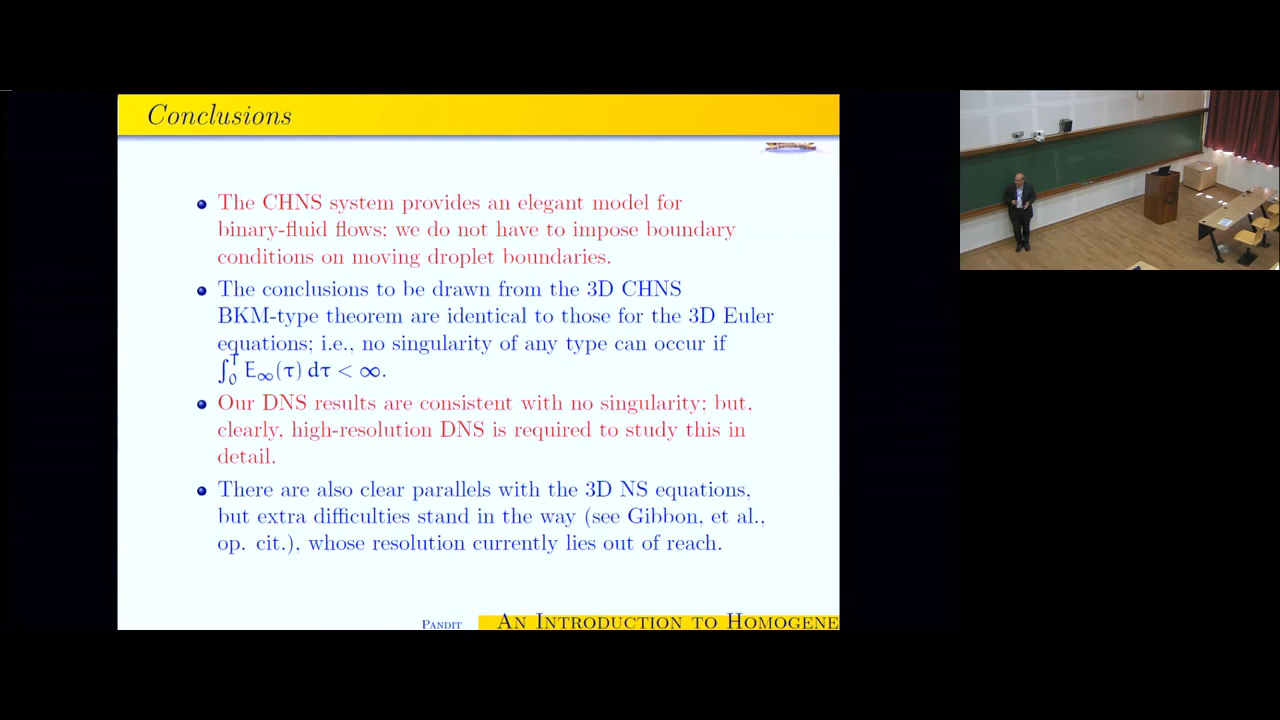 Conclusions
The CHNS system provides an elegant model for
binary-fluid flows; we do not have to impose boundary
conditions on moving droplet boundaries.
The conclusions to be drawn from the 3D CHNS
BKM-type theorem are identical to those for the 3D Euler
equations; i.e., no singularity of any type can occur if
∫₀ᵀ E∞(τ) dτ < ∞.
Our DNS results are consistent with no singularity; but,
clearly, high-resolution DNS is required to study this in
detail.
There are also clear parallels with the 3D NS equations,
but extra difficulties stand in the way (see Gibbon, et al.,
op. cit.), whose resolution currently lies out of reach.
Pandit An Introduction to Homogene